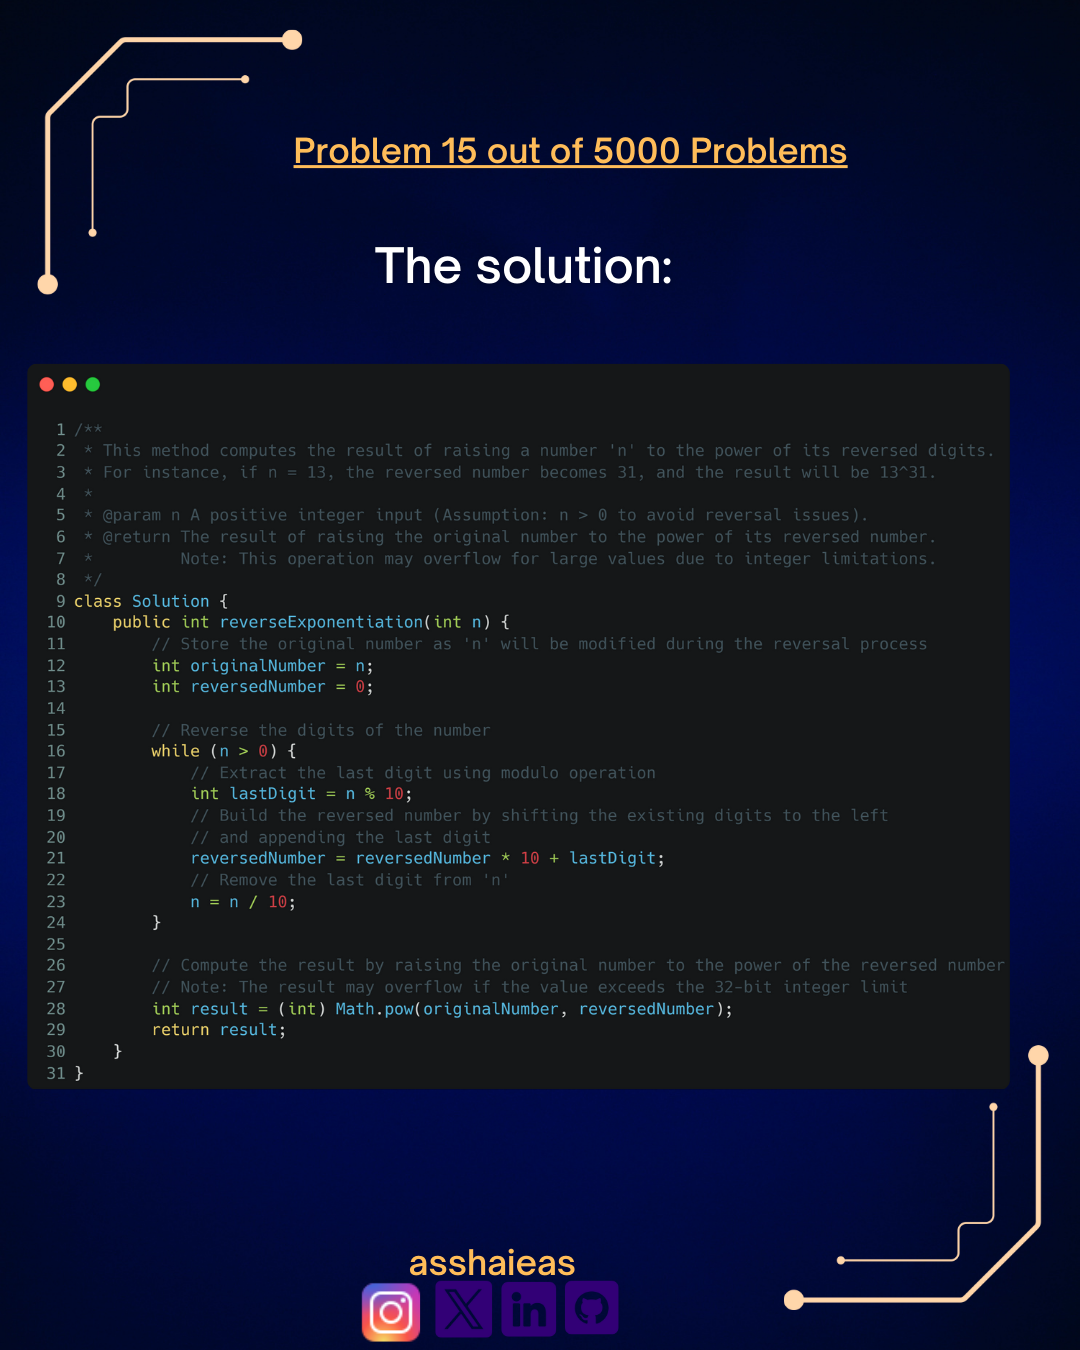 Problem 15 out of 5000 Problems
The solution:
1 /**
2  * This method computes the result of raising a number 'n' to the power of its reversed digits.
3  * For instance, if n = 13, the reversed number becomes 31, and the result will be 13^31.
4  *
5  * @param n A positive integer input (Assumption: n > 0 to avoid reversal issues).
6  * @return The result of raising the original number to the power of its reversed number.
7  *         Note: This operation may overflow for large values due to integer limitations.
8  */
9 class Solution {
10     public int reverseExponentiation(int n) {
11         // Store the original number as 'n' will be modified during the reversal process
12         int originalNumber = n;
13         int reversedNumber = 0;
14
15         // Reverse the digits of the number
16         while (n > 0) {
17             // Extract the last digit using modulo operation
18             int lastDigit = n % 10;
19             // Build the reversed number by shifting the existing digits to the left
20             // and appending the last digit
21             reversedNumber = reversedNumber * 10 + lastDigit;
22             // Remove the last digit from 'n'
23             n = n / 10;
24         }
25
26         // Compute the result by raising the original number to the power of the reversed number
27         // Note: The result may overflow if the value exceeds the 32-bit integer limit
28         int result = (int) Math.pow(originalNumber, reversedNumber);
29         return result;
30     }
31 }
asshaieas